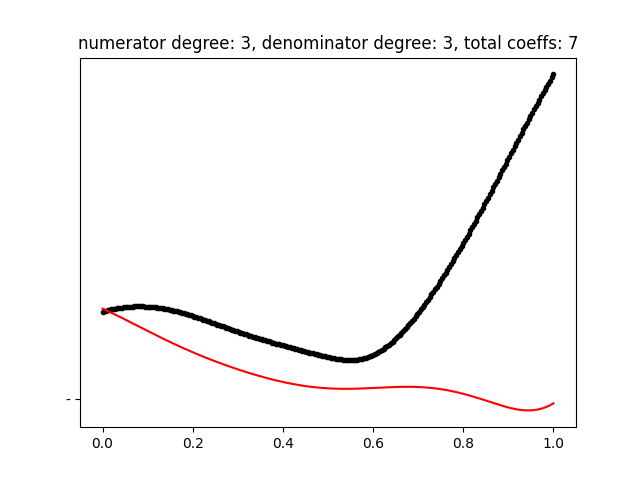 numerator degree: 3, denominator degree: 3, total coeffs: 7
-
0.0 0.2 0.4 0.6 0.8 1.0